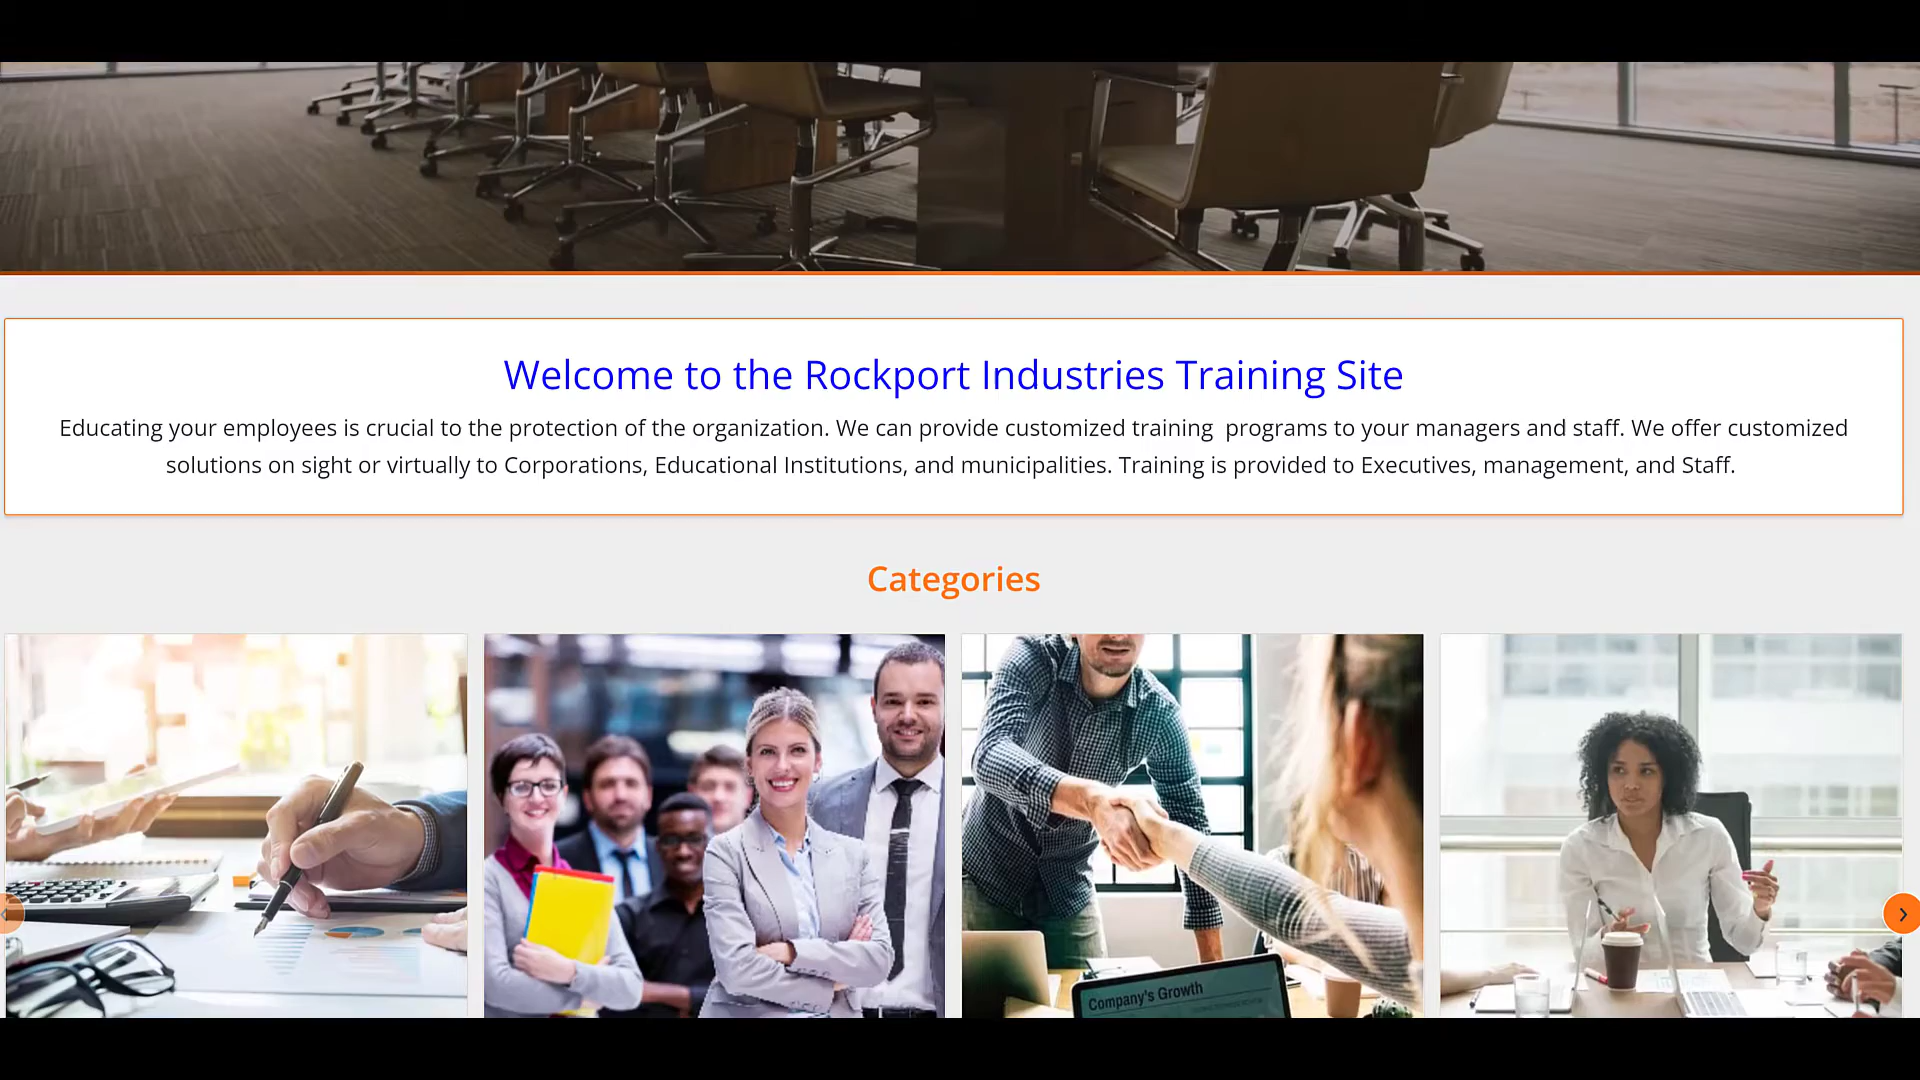 Welcome to the Rockport Industries Training Site
Educating your employees is crucial to the protection of the organization. We can provide customized training  programs to your managers and staff. We offer customized
solutions on sight or virtually to Corporations, Educational Institutions, and municipalities. Training is provided to Executives, management, and Staff.
Categories
Company's Growth